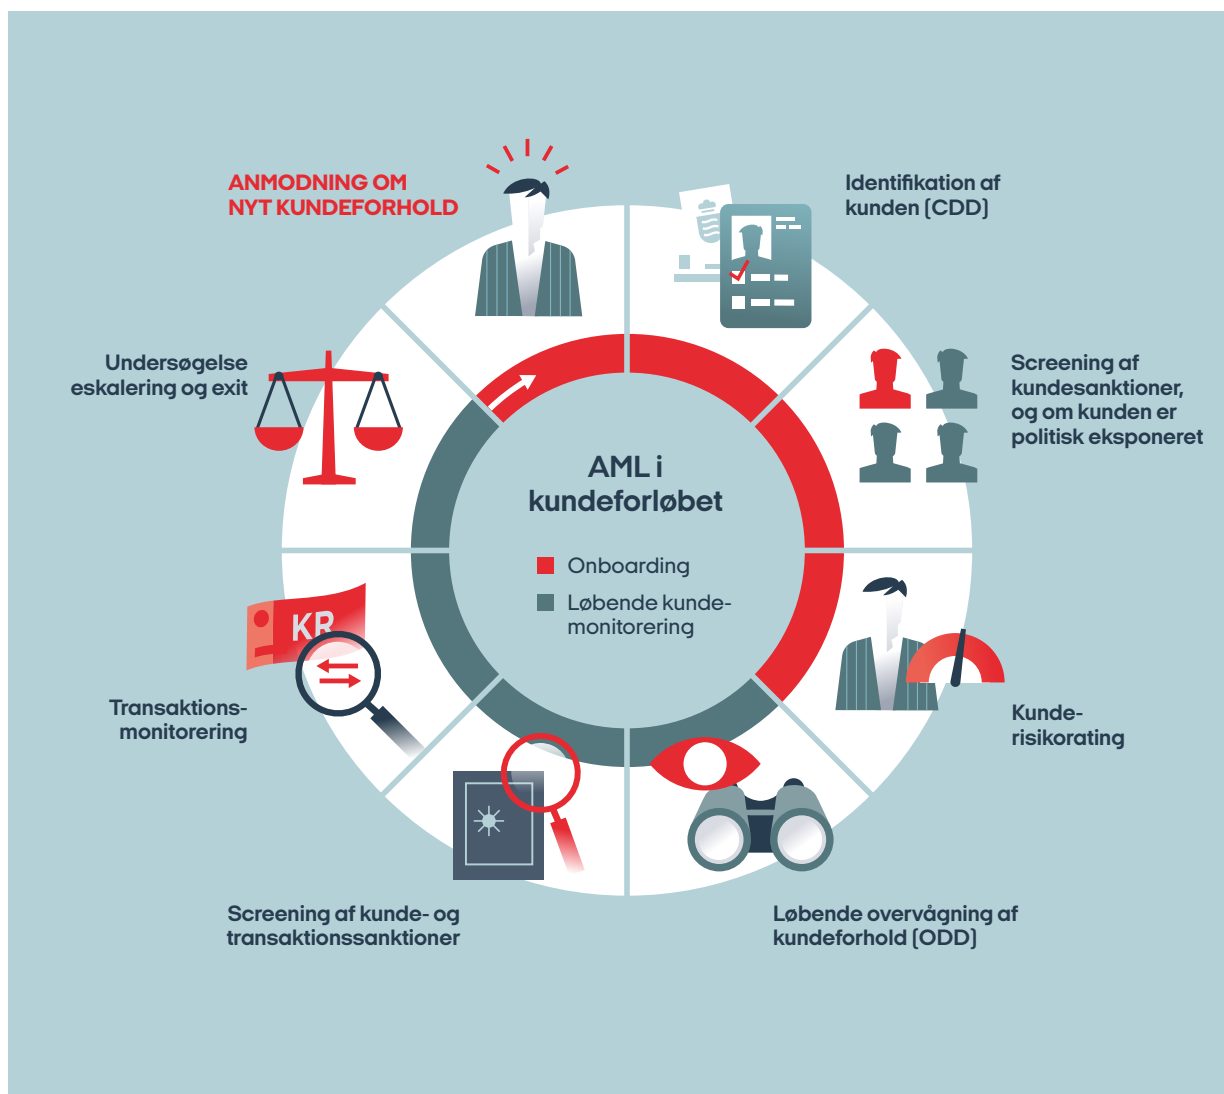 ANMODNING OM
NYT KUNDEFORHOLD
Identifikation af
kunden (CDD)
Screening af
kundesanktioner,
og om kunden er
politisk eksponeret
Kunde-
risikorating
Løbende overvågning af
kundeforhold (ODD)
Screening af kunde- og
transaktionssanktioner
Transaktions-
monitorering
KR
Undersøgelse
eskalering og exit
AML i
kundeforløbet
Onboarding
Løbende kunde-
monitorering